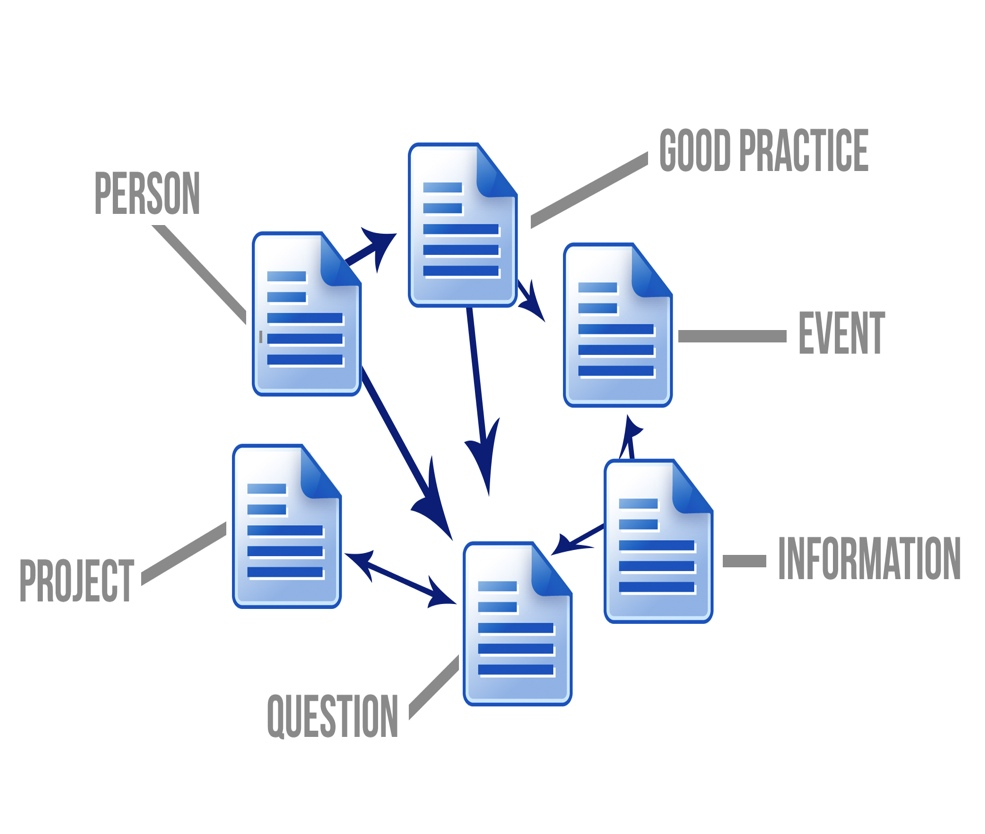 GOOD PRACTICE
PERSON
EVENT
INFORMATION
PROJECT
QUESTION